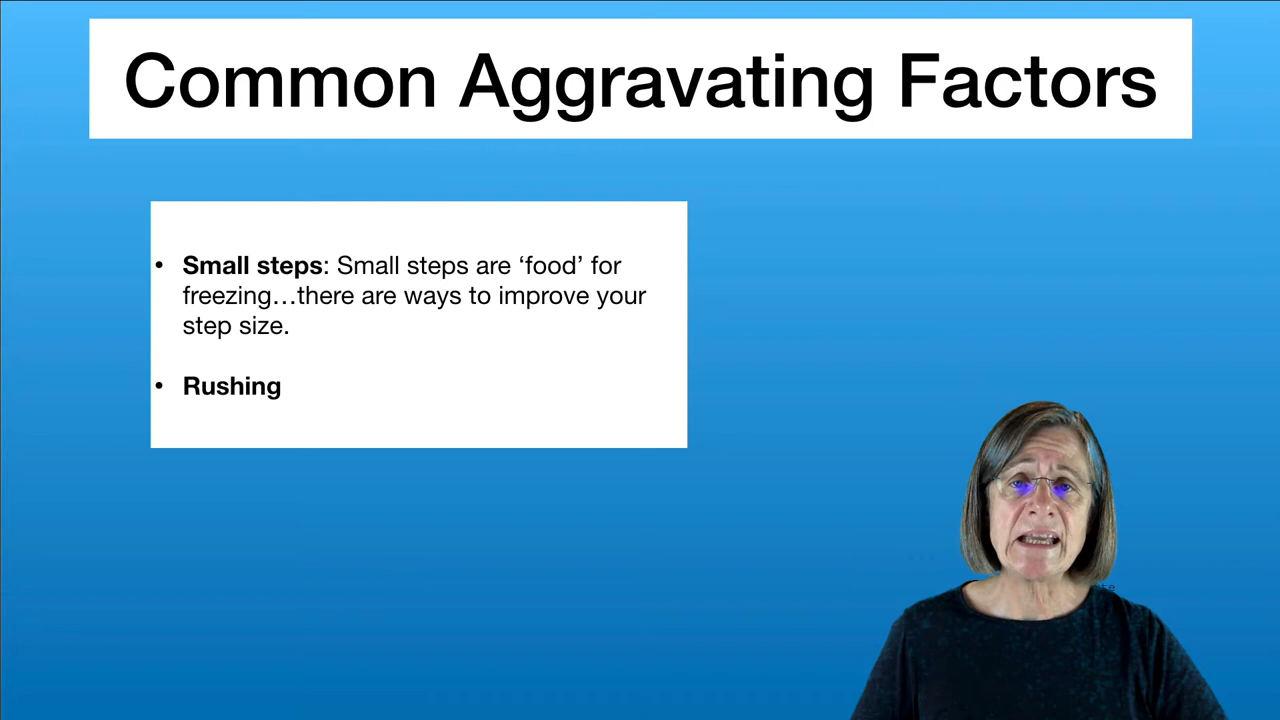 Common Aggravating Factors
• Small steps: Small steps are ‘food’ for
freezing…there are ways to improve your
step size.
• Rushing